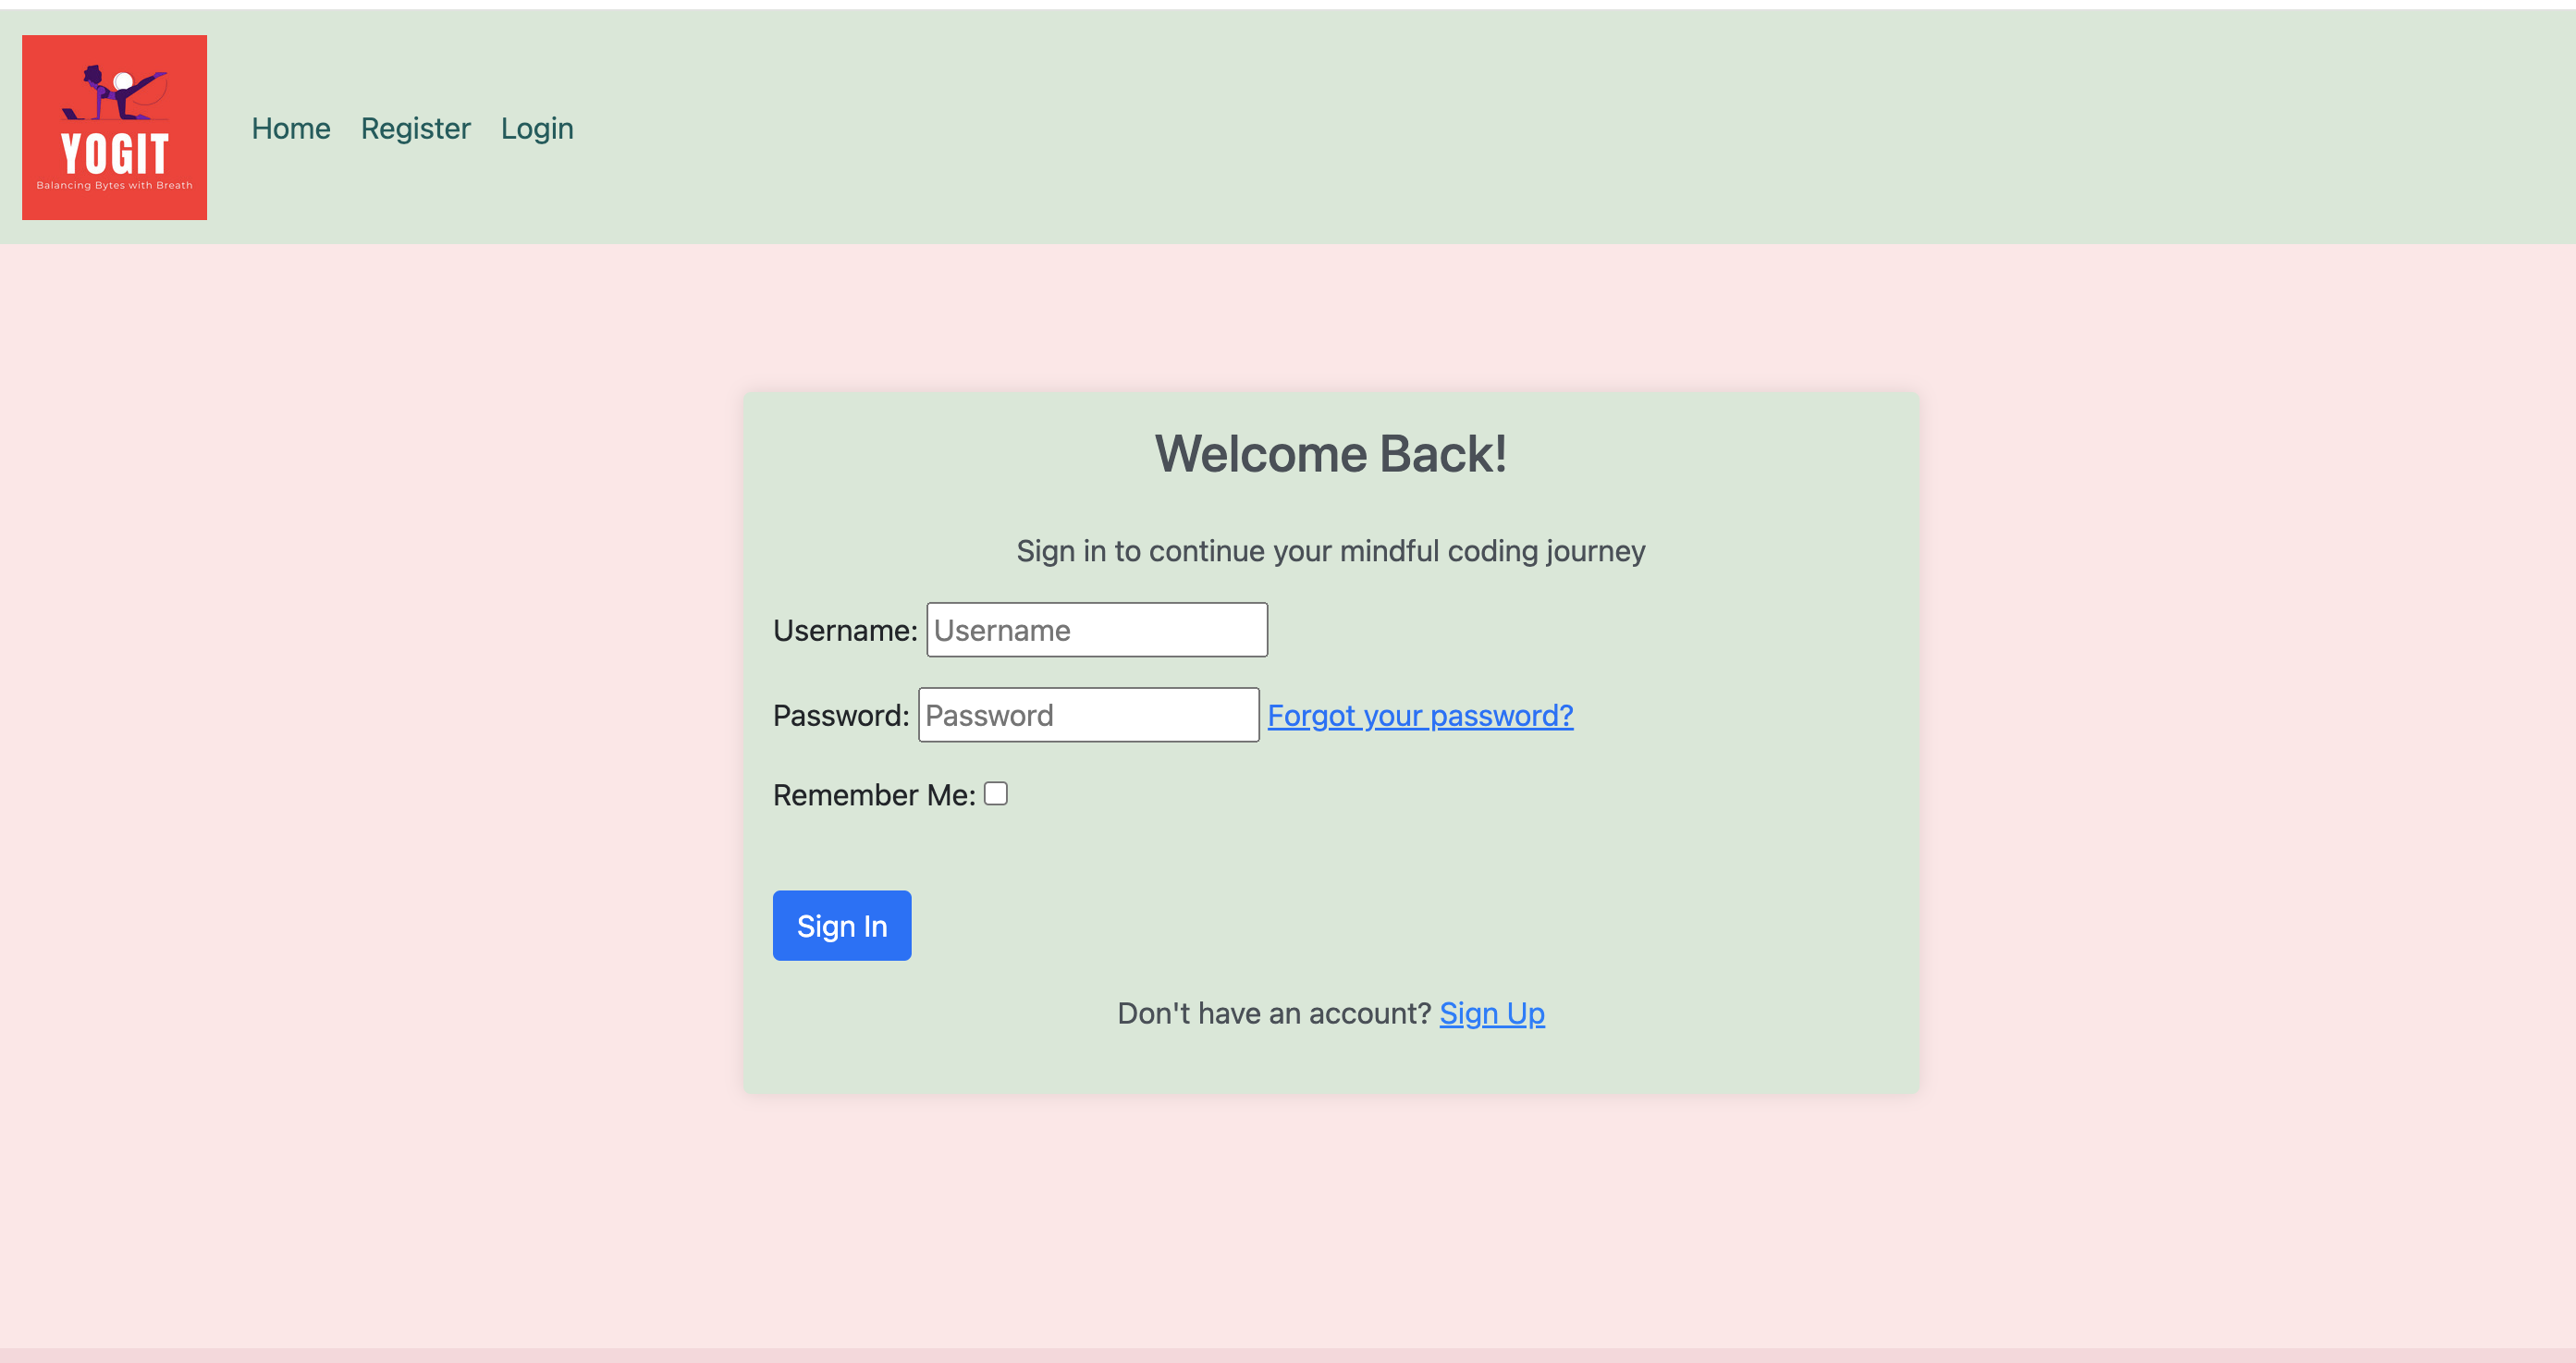 YOGIT
Balancing Bytes with Breath
Home Register Login
Welcome Back!
Sign in to continue your mindful coding journey
Username: Username
Password: Password Forgot your password?
Remember Me:
Sign In
Don't have an account? Sign Up